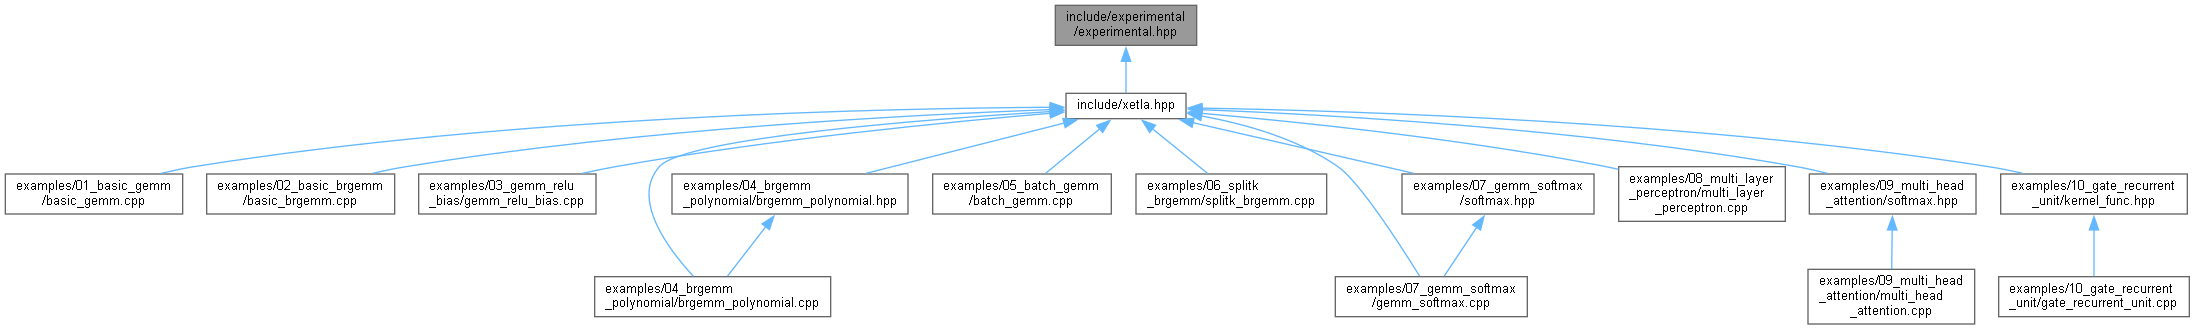 include/experimental
/experimental.hpp
include/xetla.hpp
examples/01_basic_gemm
/basic_gemm.cpp
examples/02_basic_brgemm
/basic_brgemm.cpp
examples/03_gemm_relu
_bias/gemm_relu_bias.cpp
examples/04_brgemm
_polynomial/brgemm_polynomial.hpp
examples/05_batch_gemm
/batch_gemm.cpp
examples/06_splitk
_brgemm/splitk_brgemm.cpp
examples/07_gemm_softmax
/softmax.hpp
examples/08_multi_layer
_perceptron/multi_layer
_perceptron.cpp
examples/09_multi_head
_attention/softmax.hpp
examples/10_gate_recurrent
_unit/kernel_func.hpp
examples/04_brgemm
_polynomial/brgemm_polynomial.cpp
examples/07_gemm_softmax
/gemm_softmax.cpp
examples/09_multi_head
_attention/multi_head
_attention.cpp
examples/10_gate_recurrent
_unit/gate_recurrent_unit.cpp